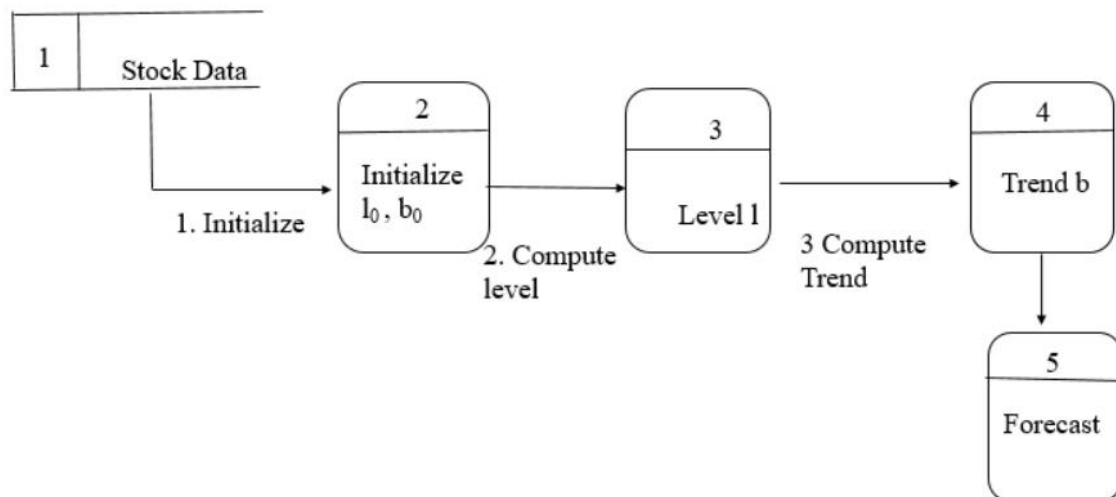 1
Stock Data
1. Initialize
2
Initialize
l₀ , b₀
2. Compute
level
3
Level l
3 Compute
Trend
4
Trend b
5
Forecast